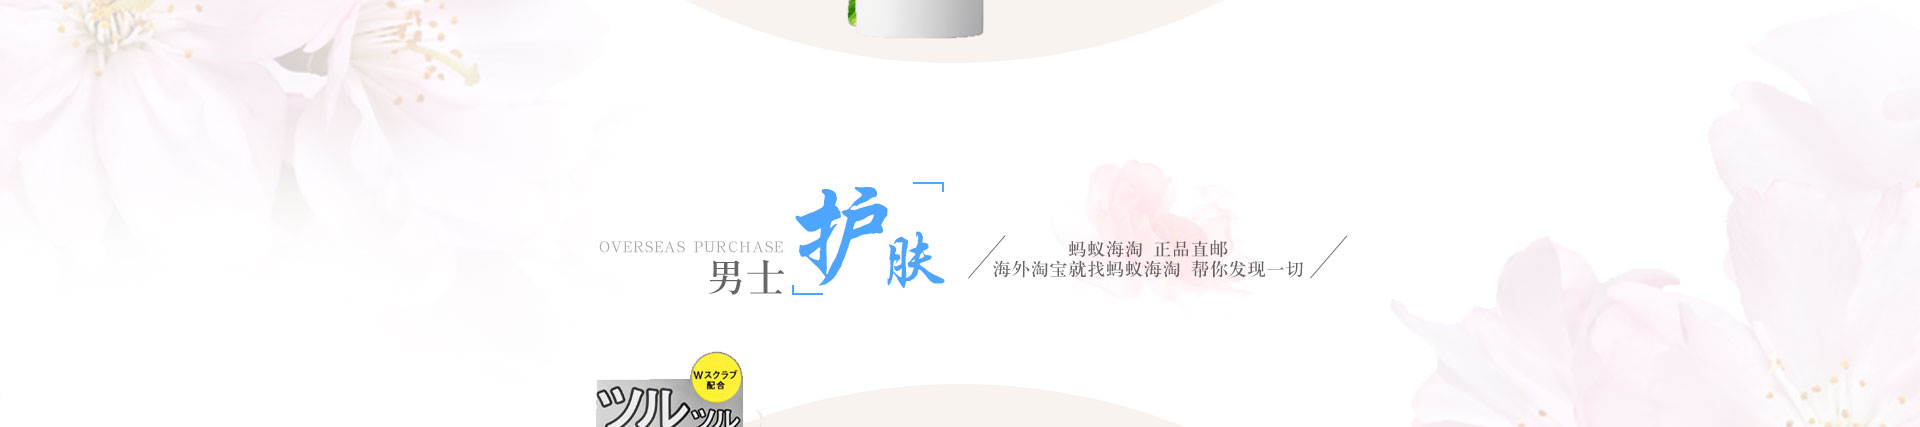 OVERSEAS PURCHASE
男士护肤
蚂蚁海淘 正品直邮
海外淘宝就找蚂蚁海淘 帮你发现一切
Wスクラブ
配合
ツル
ツル